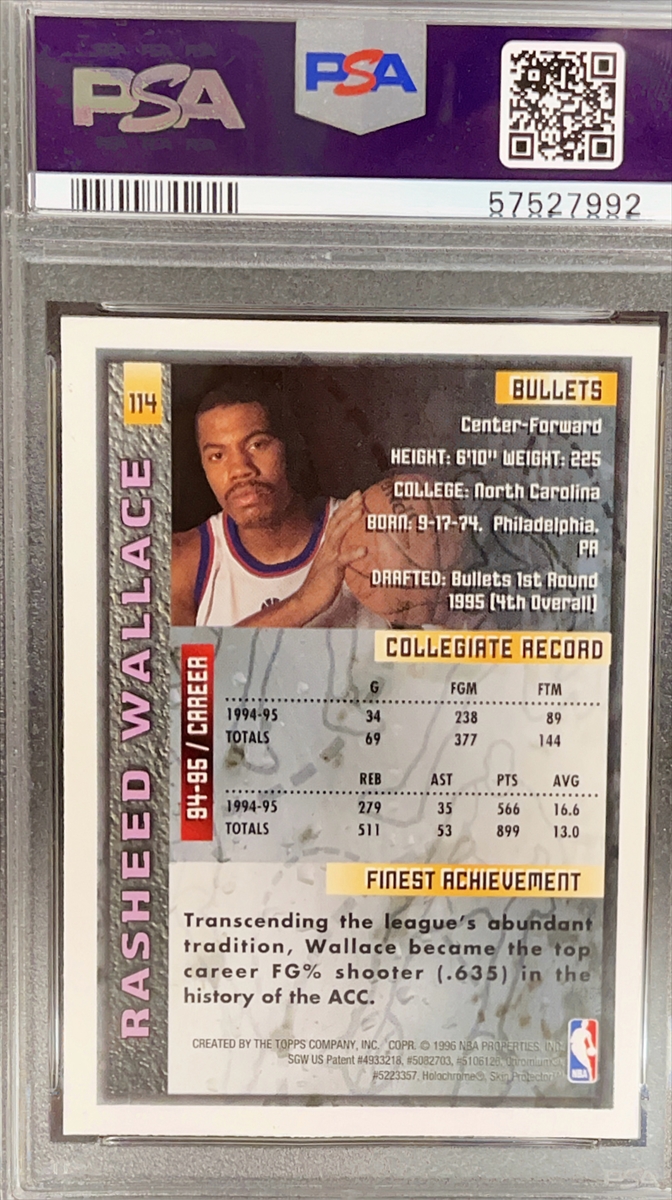 PSA
PSA
57527992
114
RASHEED WALLACE
BULLETS
Center-Forward
HEIGHT: 6'10" WEIGHT: 225
COLLEGE: North Carolina
BORN: 9-17-74, Philadelphia,
PA
DRAFTED: Bullets 1st Round
1995 (4th Overall)
COLLEGIATE RECORD
94-95 / CAREER
G FGM FTM
1994-95 34 238 89
TOTALS 69 377 144
REB AST PTS AVG
1994-95 279 35 566 16.6
TOTALS 511 53 899 13.0
FINEST ACHIEVEMENT
Transcending the league's abundant
tradition, Wallace became the top
career FG% shooter (.635) in the
history of the ACC.
CREATED BY THE TOPPS COMPANY, INC. COPR. © 1996 NBA PROPERTIES,
SGW US Patent #4933218, #5082703, Chromium
#5223357, Holochrome®, Skin Protector
NBA
PSA